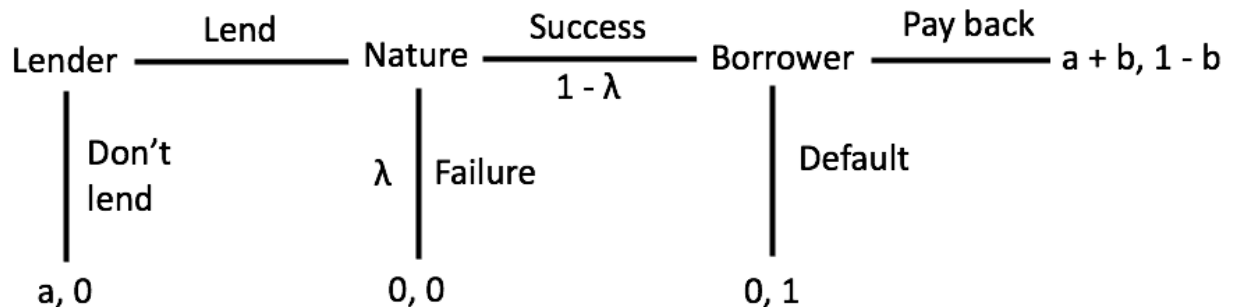 Lend
Success
Pay back
Lender
Nature
Borrower
a + b, 1 - b
1 - λ
Don't
lend
λ
Failure
Default
a, 0
0, 0
0, 1